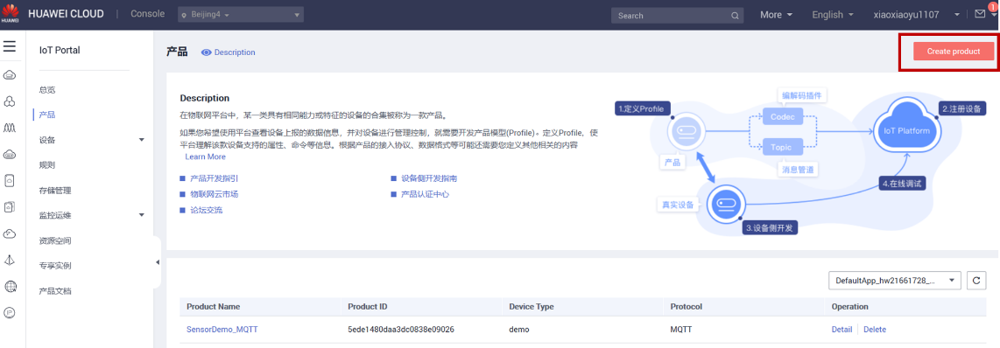 HUAWEI
HUAWEI CLOUD
Console
Beijing4
Search
More
English
xiaoxiaoyu1107
1
IoT Portal
总览
产品
设备
规则
存储管理
监控运维
资源空间
专享实例
产品文档
产品
Description
Create product
Description
在物联网平台中，某一类具有相同能力或特征的设备的合集被称为一款产品。
如果您希望使用平台查看设备上报的数据信息，并对设备进行管理控制，就需要开发产品模型(Profile)。定义Profile，使
平台理解该款设备支持的属性、命令等信息。根据产品的接入协议、数据格式等可能还需要您定义其他相关的内容
Learn More
产品开发指引
设备侧开发指南
物联网云市场
产品认证中心
论坛交流
1.定义Profile
编解码插件
Codec
Topic
消息管道
产品
IoT Platform
2.注册设备
4.在线调试
真实设备
3.设备侧开发
DefaultApp_hw21661728_...
Product Name Product ID Device Type Protocol Operation
SensorDemo_MQTT 5ede1480daa3dc0838e09026 demo MQTT Detail Delete